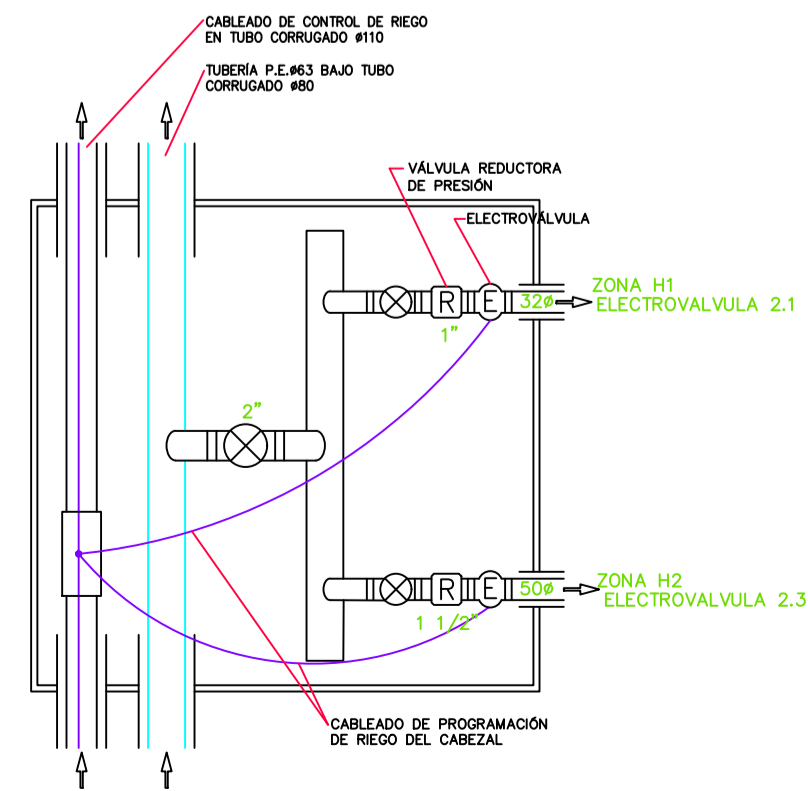 CABLEADO DE CONTROL DE RIEGO
EN TUBO CORRUGADO ø110
TUBERÍA P.E.ø63 BAJO TUBO
CORRUGADO ø80
VÁLVULA REDUCTORA
DE PRESIÓN
ELECTROVÁLVULA
R
E
32ø
ZONA H1
ELECTROVALVULA 2.1
1"
2"
R
E
50ø
ZONA H2
ELECTROVALVULA 2.3
1 1/2"
CABLEADO DE PROGRAMACIÓN
DE RIEGO DEL CABEZAL